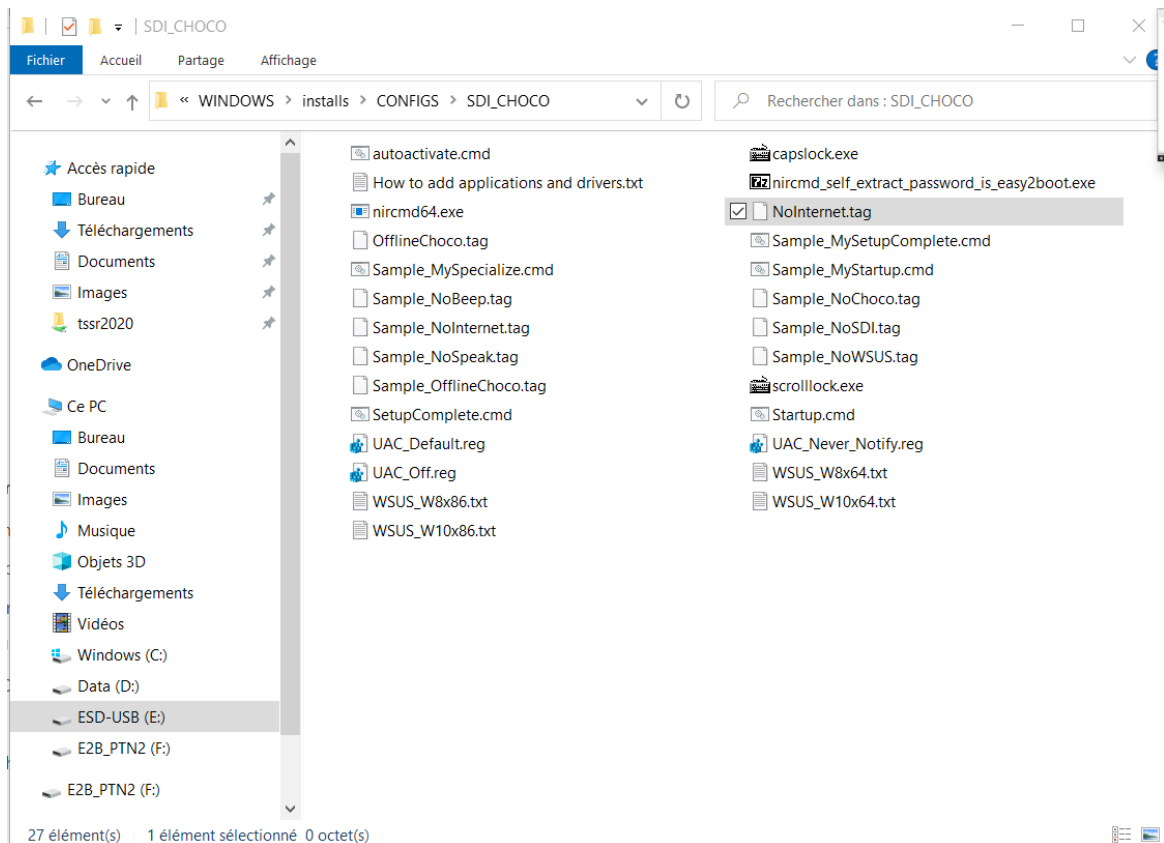 SDI_CHOCO
Fichier Accueil Partage Affichage
« WINDOWS > installs > CONFIGS > SDI_CHOCO
Rechercher dans : SDI_CHOCO
Accès rapide
Bureau
Téléchargements
Documents
Images
tssr2020
OneDrive
Ce PC
Bureau
Documents
Images
Musique
Objets 3D
Téléchargements
Vidéos
Windows (C:)
Data (D:)
ESD-USB (E:)
E2B_PTN2 (F:)
E2B_PTN2 (F:)
autoactivate.cmd capslock.exe
How to add applications and drivers.txt nircmd_self_extract_password_is_easy2boot.exe
nircmd64.exe NoInternet.tag
OfflineChoco.tag Sample_MySetupComplete.cmd
Sample_MySpecialize.cmd Sample_MyStartup.cmd
Sample_NoBeep.tag Sample_NoChoco.tag
Sample_NoInternet.tag Sample_NoSDI.tag
Sample_NoSpeak.tag Sample_NoWSUS.tag
Sample_OfflineChoco.tag scrolllock.exe
SetupComplete.cmd Startup.cmd
UAC_Default.reg UAC_Never_Notify.reg
UAC_Off.reg WSUS_W8x64.txt
WSUS_W8x86.txt WSUS_W10x64.txt
WSUS_W10x86.txt
27 élément(s) 1 élément sélectionné 0 octet(s)